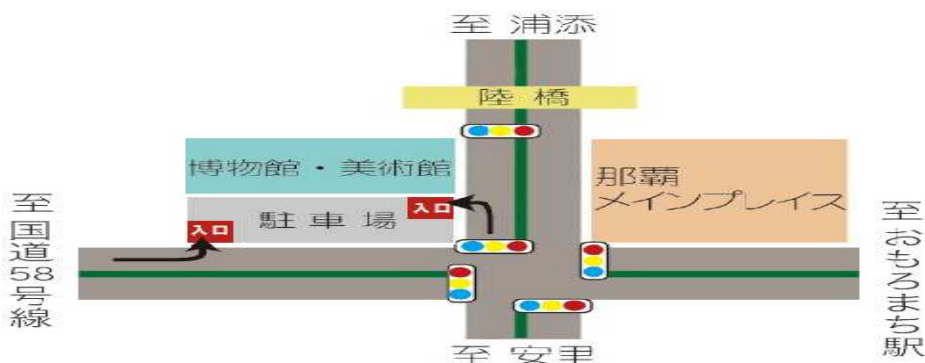 至 浦添
陸橋
博物館・美術館
那覇
メインプレイス
入口
駐車場
入口
至国道58号線
至おもろまち駅
至 安里